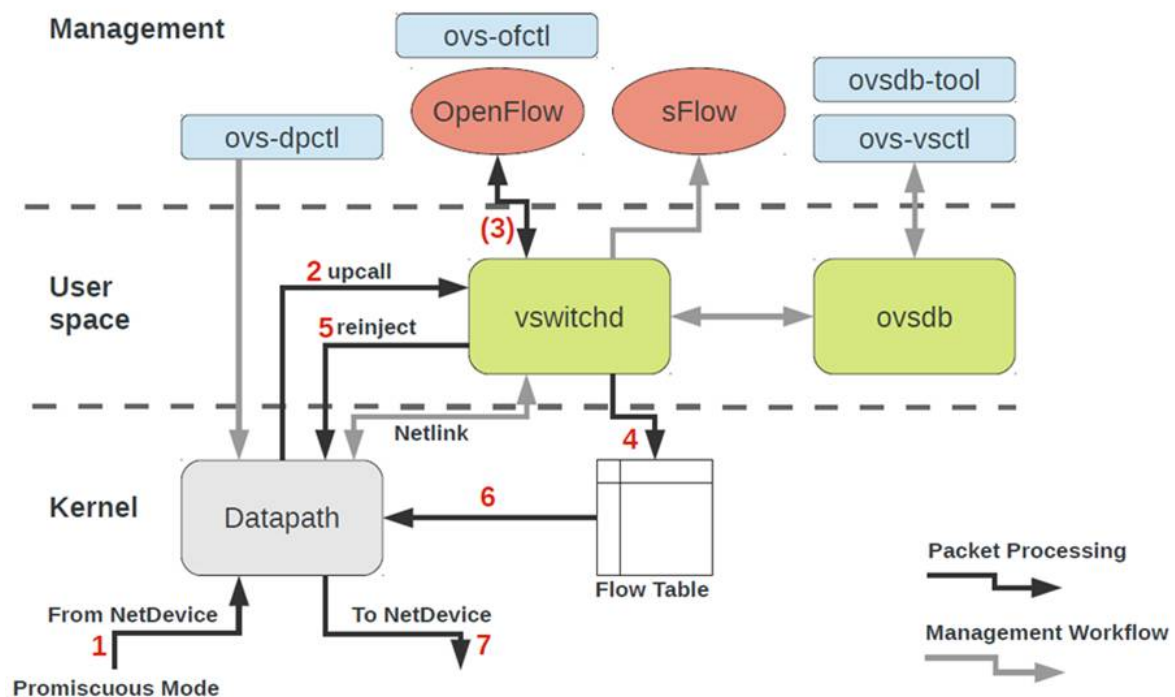 Management
ovs-ofctl
OpenFlow
sFlow
ovsdb-tool
ovs-vsctl
ovs-dpctl
(3)
2 upcall
User
space
vswitchd
ovsdb
5 reinject
Netlink
4
Kernel
Datapath
6
Flow Table
Packet Processing
From NetDevice
To NetDevice
1
7
Management Workflow
Promiscuous Mode